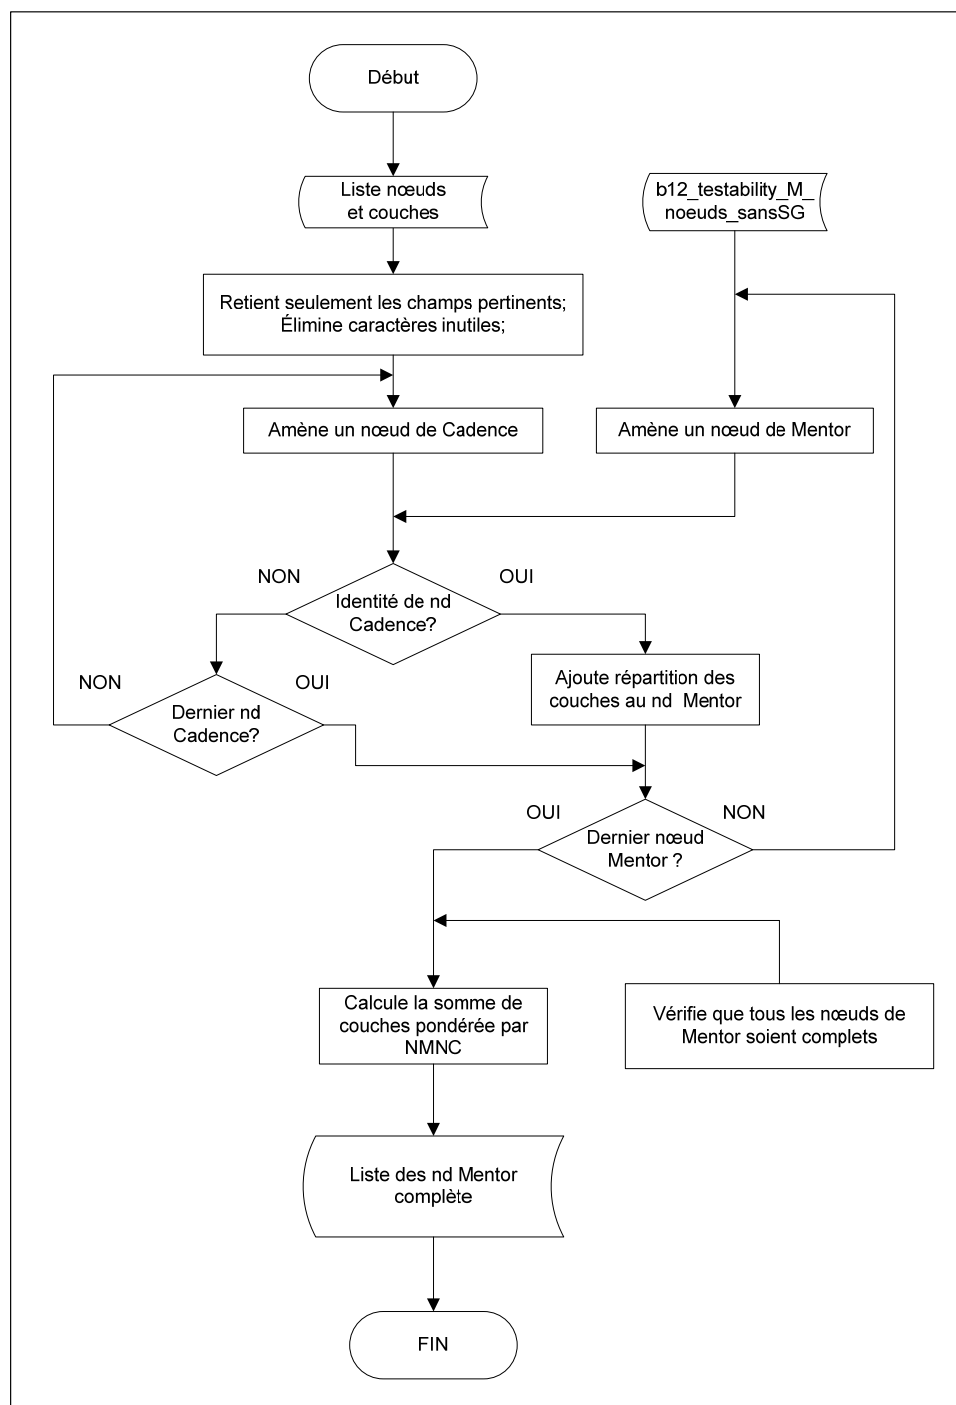 Début
Liste nœuds
et couches
b12_testability_M_
noeuds_sansSG
Retient seulement les champs pertinents;
Élimine caractères inutiles;
Amène un nœud de Cadence
Amène un nœud de Mentor
NON
OUI
Identité de nd
Cadence?
NON
OUI
Dernier nd
Cadence?
Ajoute répartition des
couches au nd Mentor
OUI
NON
Dernier nœud
Mentor ?
Calcule la somme de
couches pondérée par
NMNC
Vérifie que tous les nœuds de
Mentor soient complets
Liste des nd Mentor
complète
FIN